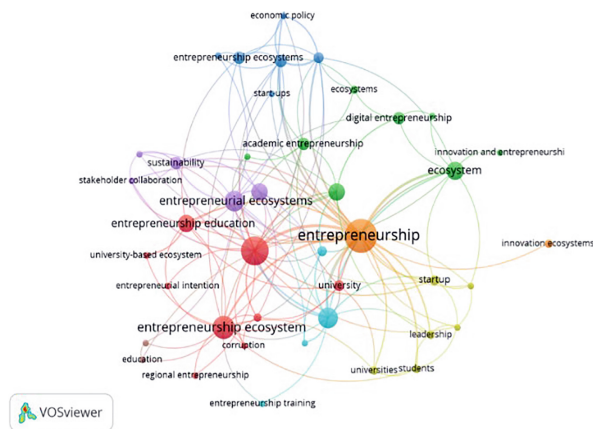 economic policy
entrepreneurship ecosystems
start-ups
ecosystems
digital entrepreneurship
academic entrepreneurship
innovation and entrepreneurshi
sustainability
ecosystem
stakeholder collaboration
entrepreneurial ecosystems
entrepreneurship education
entrepreneurship
innovation ecosystems
university-based ecosystem
startup
entrepreneurial intention
university
entrepreneurship ecosystem
leadership
corruption
education
regional entrepreneurship
universities
students
entrepreneurship training
VOSviewer